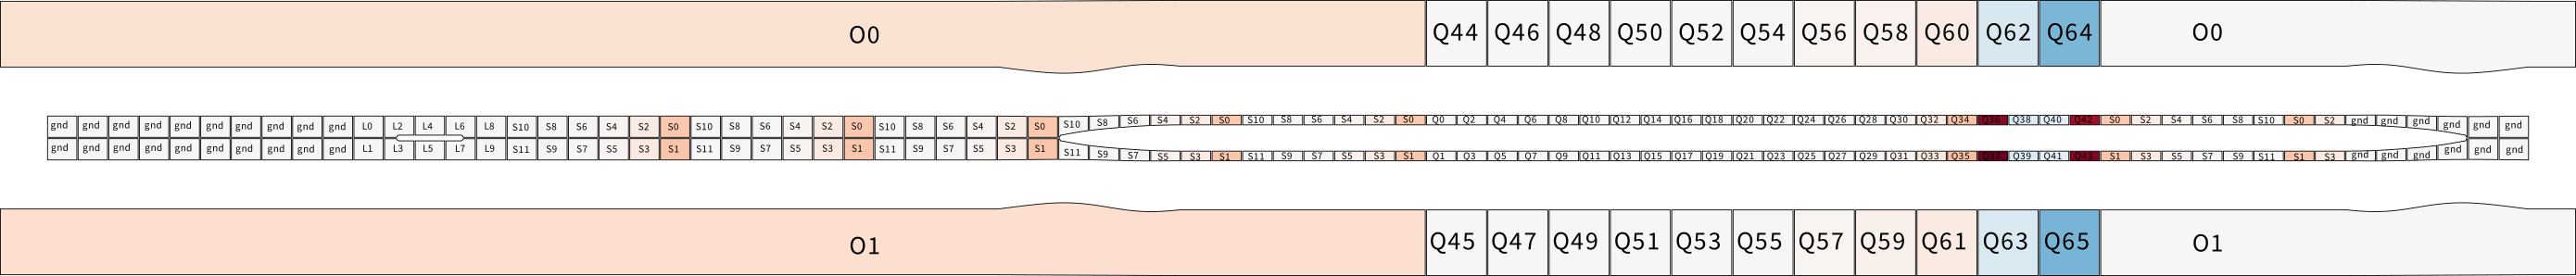 O0 Q44 Q46 Q48 Q50 Q52 Q54 Q56 Q58 Q60 Q62 Q64 O0
gnd gnd gnd gnd gnd gnd gnd gnd gnd gnd L0 L2 L4 L6 L8 S10 S8 S6 S4 S2 S0 S10 S8 S6 S4 S2 S0 S10 S8 S6 S4 S2 S0 S10 S8 S6 S4 S2 S0 S10 S8 S6 S4 S2 S0 Q0 Q2 Q4 Q6 Q8 Q10 Q12 Q14 Q16 Q18 Q20 Q22 Q24 Q26 Q28 Q30 Q32 Q34 Q36 Q38 Q40 Q42 S0 S2 S4 S6 S8 S10 S0 S2 gnd gnd gnd gnd gnd gnd
gnd gnd gnd gnd gnd gnd gnd gnd gnd gnd L1 L3 L5 L7 L9 S11 S9 S7 S5 S3 S1 S11 S9 S7 S5 S3 S1 S11 S9 S7 S5 S3 S1 S11 S9 S7 S5 S3 S1 S11 S9 S7 S5 S3 S1 Q1 Q3 Q5 Q7 Q9 Q11 Q13 Q15 Q17 Q19 Q21 Q23 Q25 Q27 Q29 Q31 Q33 Q35 Q37 Q39 Q41 Q43 S1 S3 S5 S7 S9 S11 S1 S3 gnd gnd gnd gnd gnd gnd
O1 Q45 Q47 Q49 Q51 Q53 Q55 Q57 Q59 Q61 Q63 Q65 O1